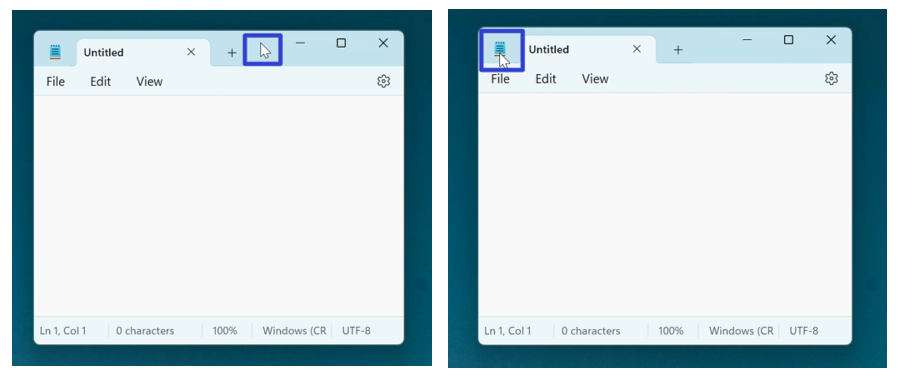 Untitled
File Edit View
Ln 1, Col 1 0 characters 100% Windows (CR UTF-8
Untitled
File Edit View
Ln 1, Col 1 0 characters 100% Windows (CR UTF-8